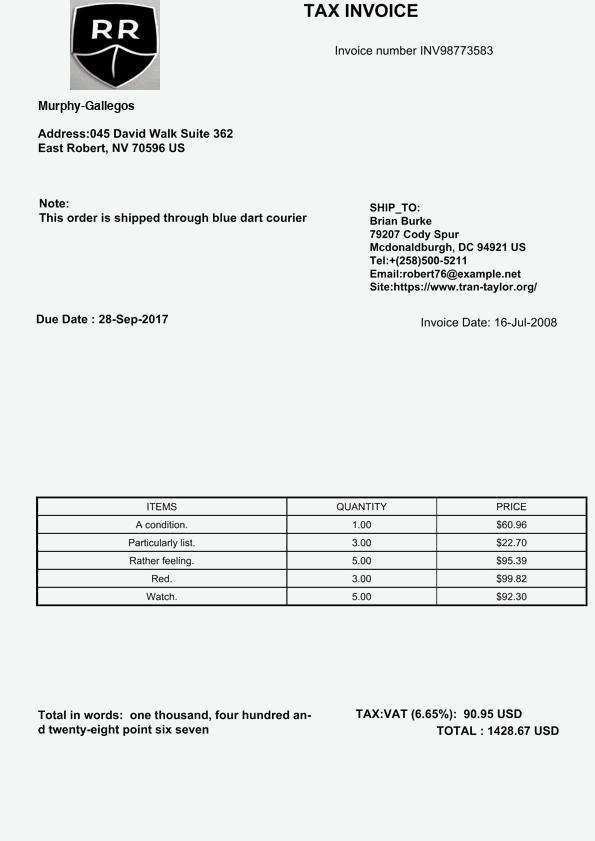 RR
TAX INVOICE
Invoice number INV98773583
Murphy-Gallegos
Address:045 David Walk Suite 362
East Robert, NV 70596 US
Note:
This order is shipped through blue dart courier
SHIP_TO:
Brian Burke
79207 Cody Spur
Mcdonaldburgh, DC 94921 US
Tel:+(258)500-5211
Email:robert76@example.net
Site:https://www.tran-taylor.org/
Due Date : 28-Sep-2017
Invoice Date: 16-Jul-2008
ITEMS QUANTITY PRICE
A condition. 1.00 $60.96
Particularly list. 3.00 $22.70
Rather feeling. 5.00 $95.39
Red. 3.00 $99.82
Watch. 5.00 $92.30
Total in words:  one thousand, four hundred an-
d twenty-eight point six seven
TAX:VAT (6.65%):  90.95 USD
TOTAL : 1428.67 USD